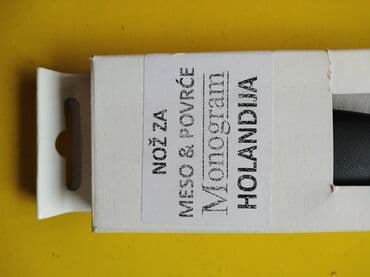 NOŽ ZA
MESO & POVRĆE
Monogram
HOLANDIJA